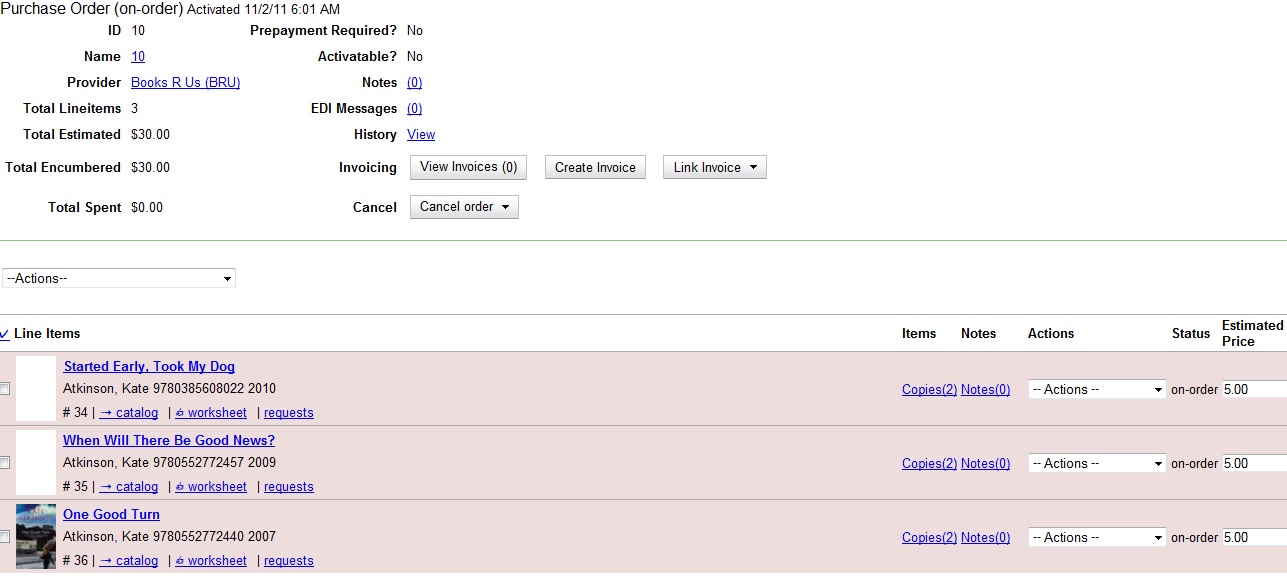 Purchase Order (on-order) Activated 11/2/11 6:01 AM
ID 10 Prepayment Required? No
Name 10 Activatable? No
Provider Books R Us (BRU) Notes (0)
Total Lineitems 3 EDI Messages (0)
Total Estimated $30.00 History View
Total Encumbered $30.00 Invoicing View Invoices (0) Create Invoice Link Invoice
Total Spent $0.00 Cancel Cancel order
--Actions--
Line Items Items Notes Actions Status Estimated Price
Started Early, Took My Dog
Atkinson, Kate 9780385608022 2010 Copies(2) Notes(0) -- Actions -- on-order 5.00
# 34 | → catalog | worksheet | requests
When Will There Be Good News?
Atkinson, Kate 9780552772457 2009 Copies(2) Notes(0) -- Actions -- on-order 5.00
# 35 | → catalog | worksheet | requests
One Good Turn
Atkinson, Kate 9780552772440 2007 Copies(2) Notes(0) -- Actions -- on-order 5.00
# 36 | → catalog | worksheet | requests